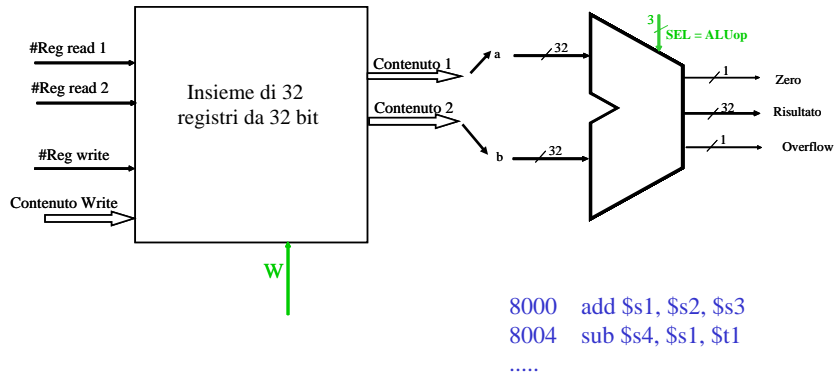 #Reg read 1
#Reg read 2
#Reg write
Contenuto Write
Insieme di 32
registri da 32 bit
W
Contenuto 1
Contenuto 2
a
b
32
32
3
SEL = ALUop
1
Zero
32
Risultato
1
Overflow
8000 add $s1, $s2, $s3
8004 sub $s4, $s1, $t1
.....